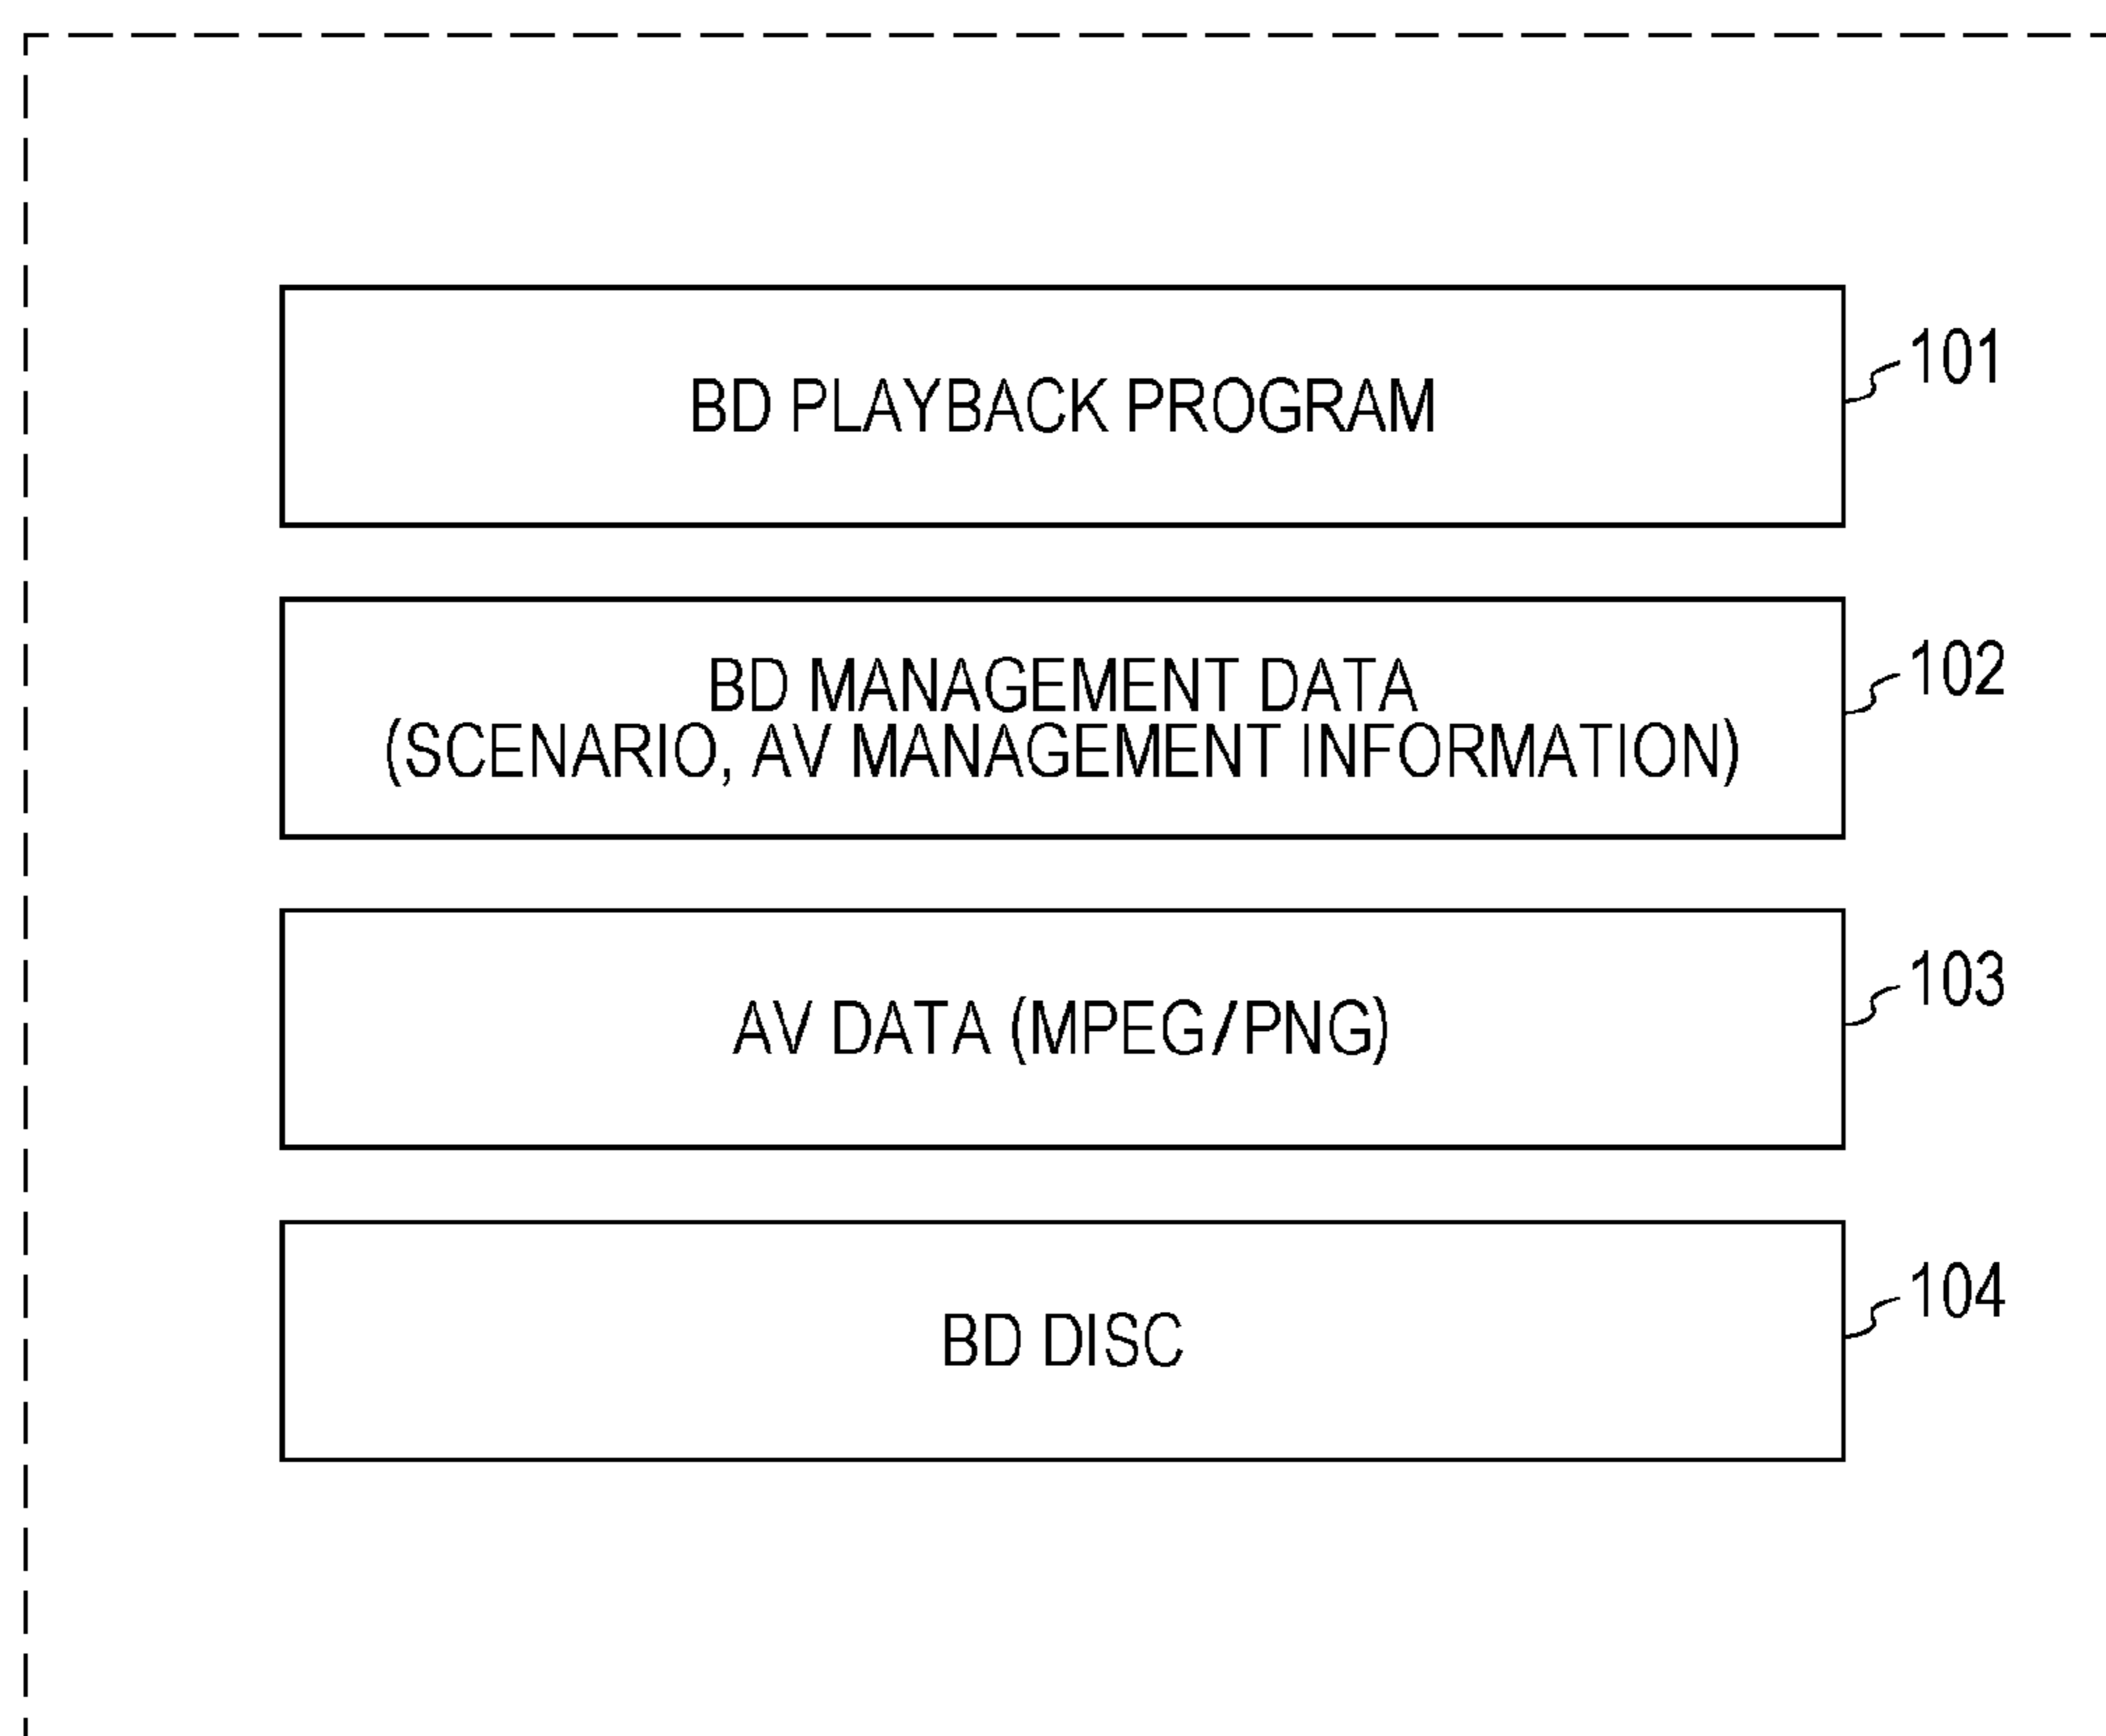 BD PLAYBACK PROGRAM
101
BD MANAGEMENT DATA
(SCENARIO, AV MANAGEMENT INFORMATION)
102
AV DATA (MPEG/PNG)
103
BD DISC
104